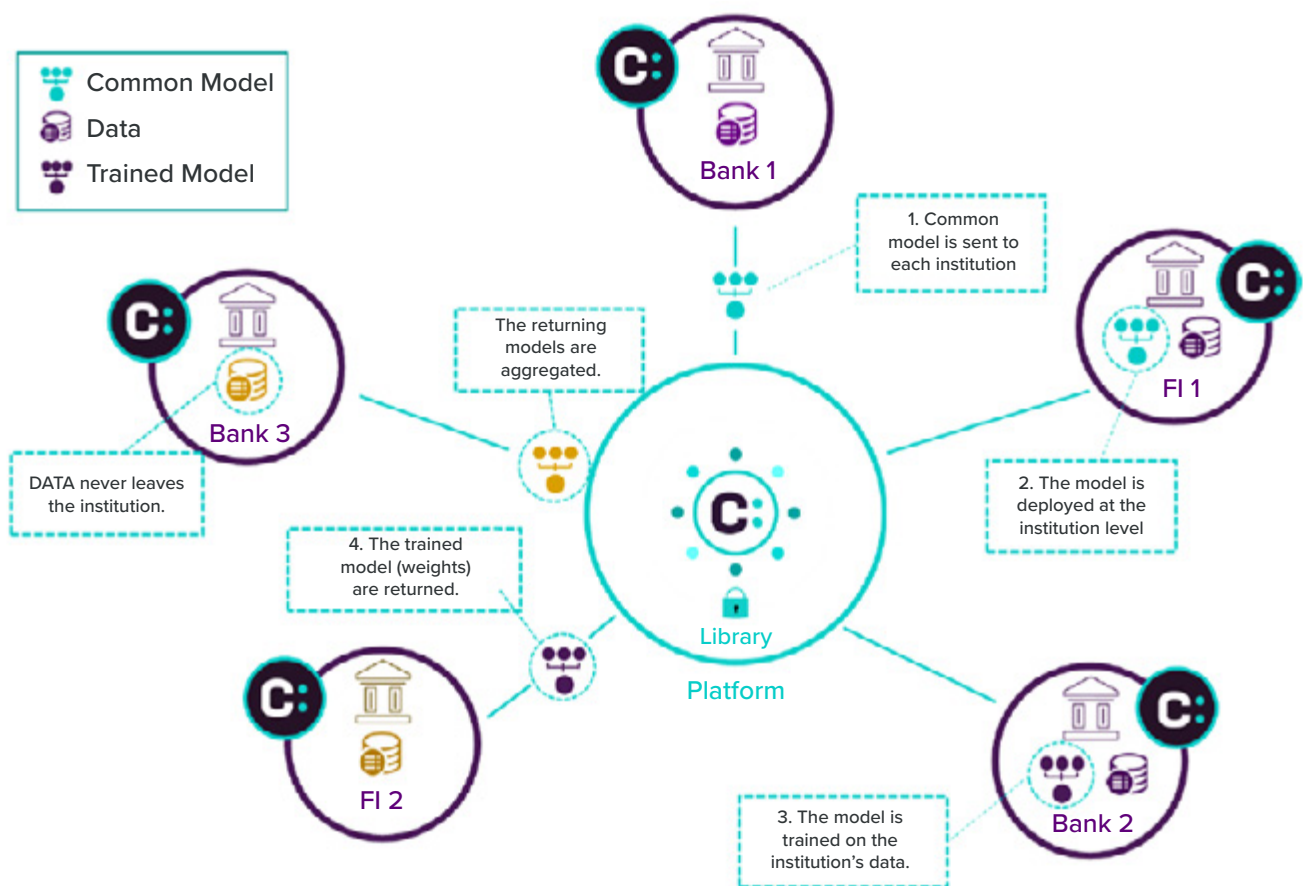 Common Model
Data
Trained Model
C:
Bank 1
1. Common
model is sent to
each institution
C:
FI 1
C:
Bank 3
The returning
models are
aggregated.
DATA never leaves
the institution.
2. The model is
deployed at the
institution level
4. The trained
model (weights)
are returned.
C:
Library
Platform
C:
FI 2
C:
Bank 2
3. The model is
trained on the
institution’s data.